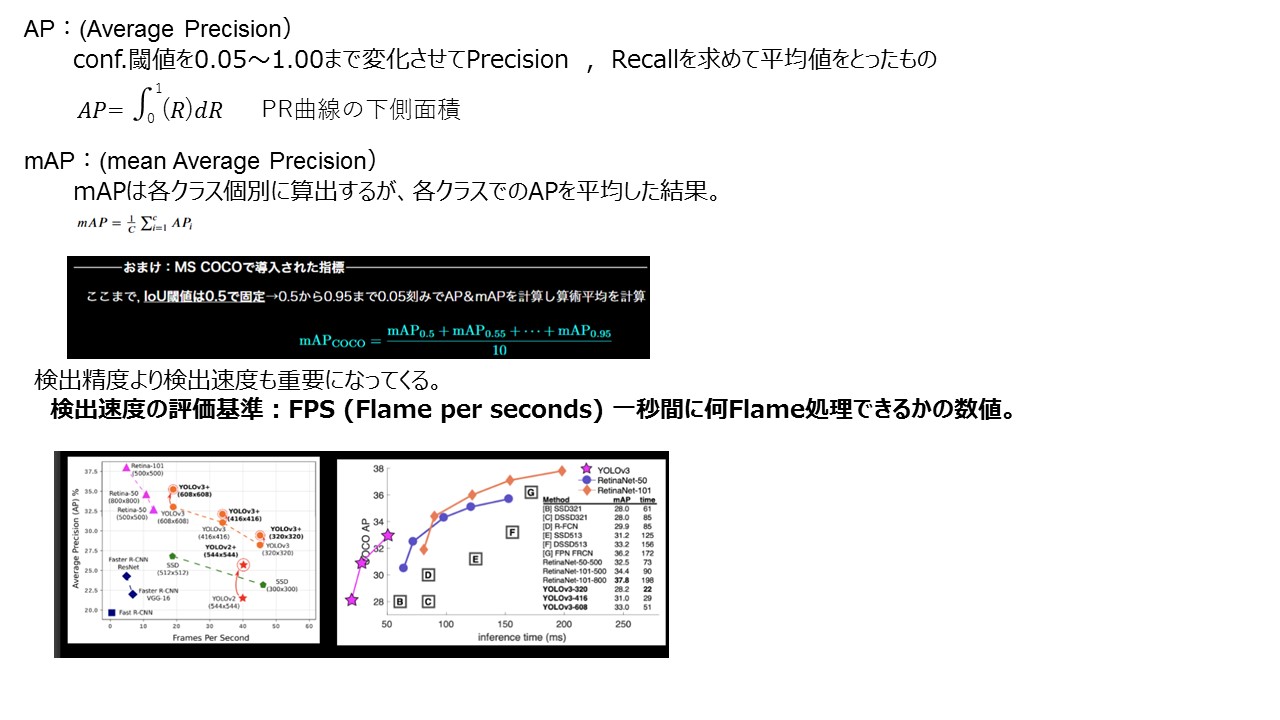 AP：(Average Precision）
conf.閾値を0.05～1.00まで変化させてPrecision ， Recallを求めて平均値をとったもの
AP= ∫₀¹(R)dR PR曲線の下側面積
mAP：(mean Average Precision）
mAPは各クラス個別に算出するが、各クラスでのAPを平均した結果。
mAP = 1/C ∑ᶜᵢ₌₁ APᵢ
おまけ：MS COCOで導入された指標
ここまで, IoU閾値は0.5で固定→0.5から0.95まで0.05刻みでAP＆mAPを計算し算術平均を計算
mAP_COCO = (mAP_0.5 + mAP_0.55 + ⋯ + mAP_0.95) / 10
検出精度より検出速度も重要になってくる。
検出速度の評価基準：FPS (Flame per seconds) 一秒間に何Flame処理できるかの数値。
Average Precision (AP) %
37.5
35.0
32.5
30.0
27.5
25.0
22.5
20.0
Retina-101
(500x500)
Retina-50
(800x800)
Retina-50
(500x500)
YOLOv3+
(608x608)
YOLOv3
(608x608)
YOLOv3+
(416x416)
YOLOv3
(416x416)
YOLOv3+
(320x320)
YOLOv3
(320x320)
YOLOv2+
(544x544)
YOLOv2
(544x544)
Faster R-CNN
ResNet
SSD
(512x512)
SSD
(300x300)
Faster R-CNN
VGG-16
Fast R-CNN
0 10 20 30 40 50 60
Frames Per Second
COCO AP
38
36
34
32
30
28
YOLOv3
RetinaNet-50
RetinaNet-101
G
F
E
D
B
C
Method mAP time
[B] SSD321 28.0 61
[C] DSSD321 28.0 85
[D] R-FCN 29.9 85
[E] SSD513 31.2 125
[F] DSSD513 33.2 156
[G] FPN FRCN 36.2 172
RetinaNet-50-500 32.5 73
RetinaNet-101-500 34.4 90
RetinaNet-101-800 37.8 198
YOLOv3-320 28.2 22
YOLOv3-416 31.0 29
YOLOv3-608 33.0 51
50 100 150 200 250
inference time (ms)